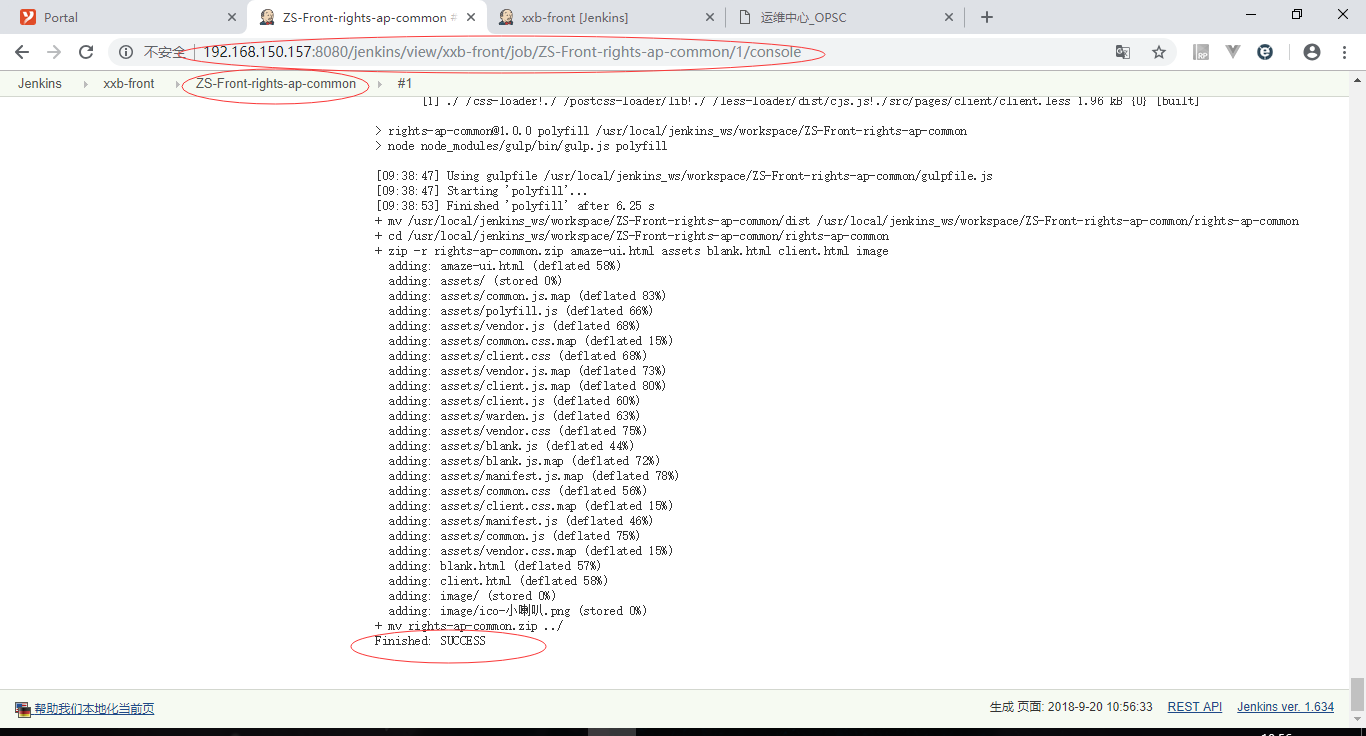 Portal
ZS-Front-rights-ap-common #
xxb-front [Jenkins]
运维中心_OPSC
不安全
192.168.150.157:8080/jenkins/view/xxb-front/job/ZS-Front-rights-ap-common/1/console
Jenkins
xxb-front
ZS-Front-rights-ap-common
#1
[1] ./ /css-loader!./ /postcss-loader/lib!./ /less-loader/dist/cjs.js!./src/pages/client/client.less 1.96 kB {0} [built]
> rights-ap-common@1.0.0 polyfill /usr/local/jenkins_ws/workspace/ZS-Front-rights-ap-common
> node node_modules/gulp/bin/gulp.js polyfill
[09:38:47] Using gulpfile /usr/local/jenkins_ws/workspace/ZS-Front-rights-ap-common/gulpfile.js
[09:38:47] Starting 'polyfill'...
[09:38:53] Finished 'polyfill' after 6.25 s
+ mv /usr/local/jenkins_ws/workspace/ZS-Front-rights-ap-common/dist /usr/local/jenkins_ws/workspace/ZS-Front-rights-ap-common/rights-ap-common
+ cd /usr/local/jenkins_ws/workspace/ZS-Front-rights-ap-common/rights-ap-common
+ zip -r rights-ap-common.zip amaze-ui.html assets blank.html client.html image
adding: amaze-ui.html (deflated 58%)
adding: assets/ (stored 0%)
adding: assets/common.js.map (deflated 83%)
adding: assets/polyfill.js (deflated 66%)
adding: assets/vendor.js (deflated 68%)
adding: assets/common.css.map (deflated 15%)
adding: assets/client.css (deflated 68%)
adding: assets/vendor.js.map (deflated 73%)
adding: assets/client.js.map (deflated 80%)
adding: assets/client.js (deflated 60%)
adding: assets/warden.js (deflated 63%)
adding: assets/vendor.css (deflated 75%)
adding: assets/blank.js (deflated 44%)
adding: assets/blank.js.map (deflated 72%)
adding: assets/manifest.js.map (deflated 78%)
adding: assets/common.css (deflated 56%)
adding: assets/client.css.map (deflated 15%)
adding: assets/manifest.js (deflated 46%)
adding: assets/common.js (deflated 75%)
adding: assets/vendor.css.map (deflated 15%)
adding: blank.html (deflated 57%)
adding: client.html (deflated 58%)
adding: image/ (stored 0%)
adding: image/ico-小喇叭.png (stored 0%)
+ mv rights-ap-common.zip ../
Finished: SUCCESS
帮助我们本地化当前页
生成 页面: 2018-9-20 10:56:33
REST API
Jenkins ver. 1.634